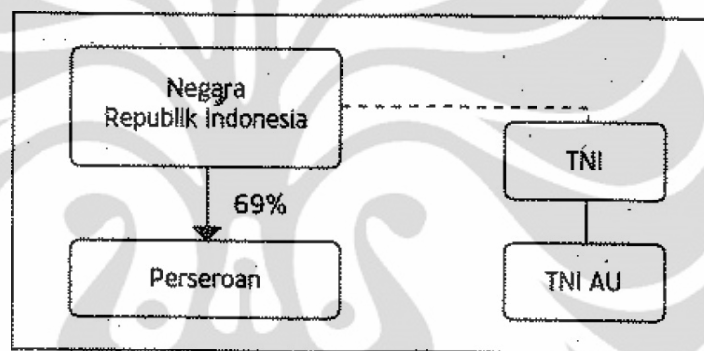 Negara
Republik Indonesia
TNI
69%
Perseroan
TNI AU